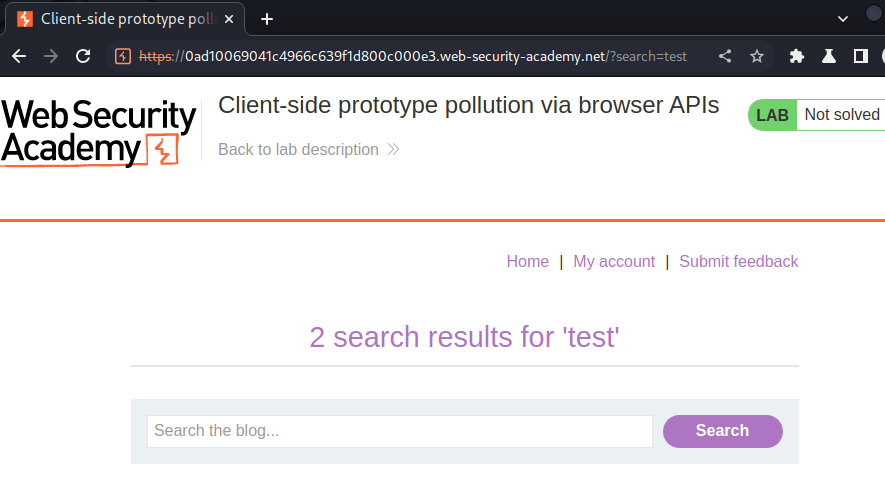 Client-side prototype poll
https://0ad10069041c4966c639f1d800c000e3.web-security-academy.net/?search=test
Web Security
Academy
Client-side prototype pollution via browser APIs
Back to lab description
LAB Not solved
Home | My account | Submit feedback
2 search results for 'test'
Search the blog...
Search